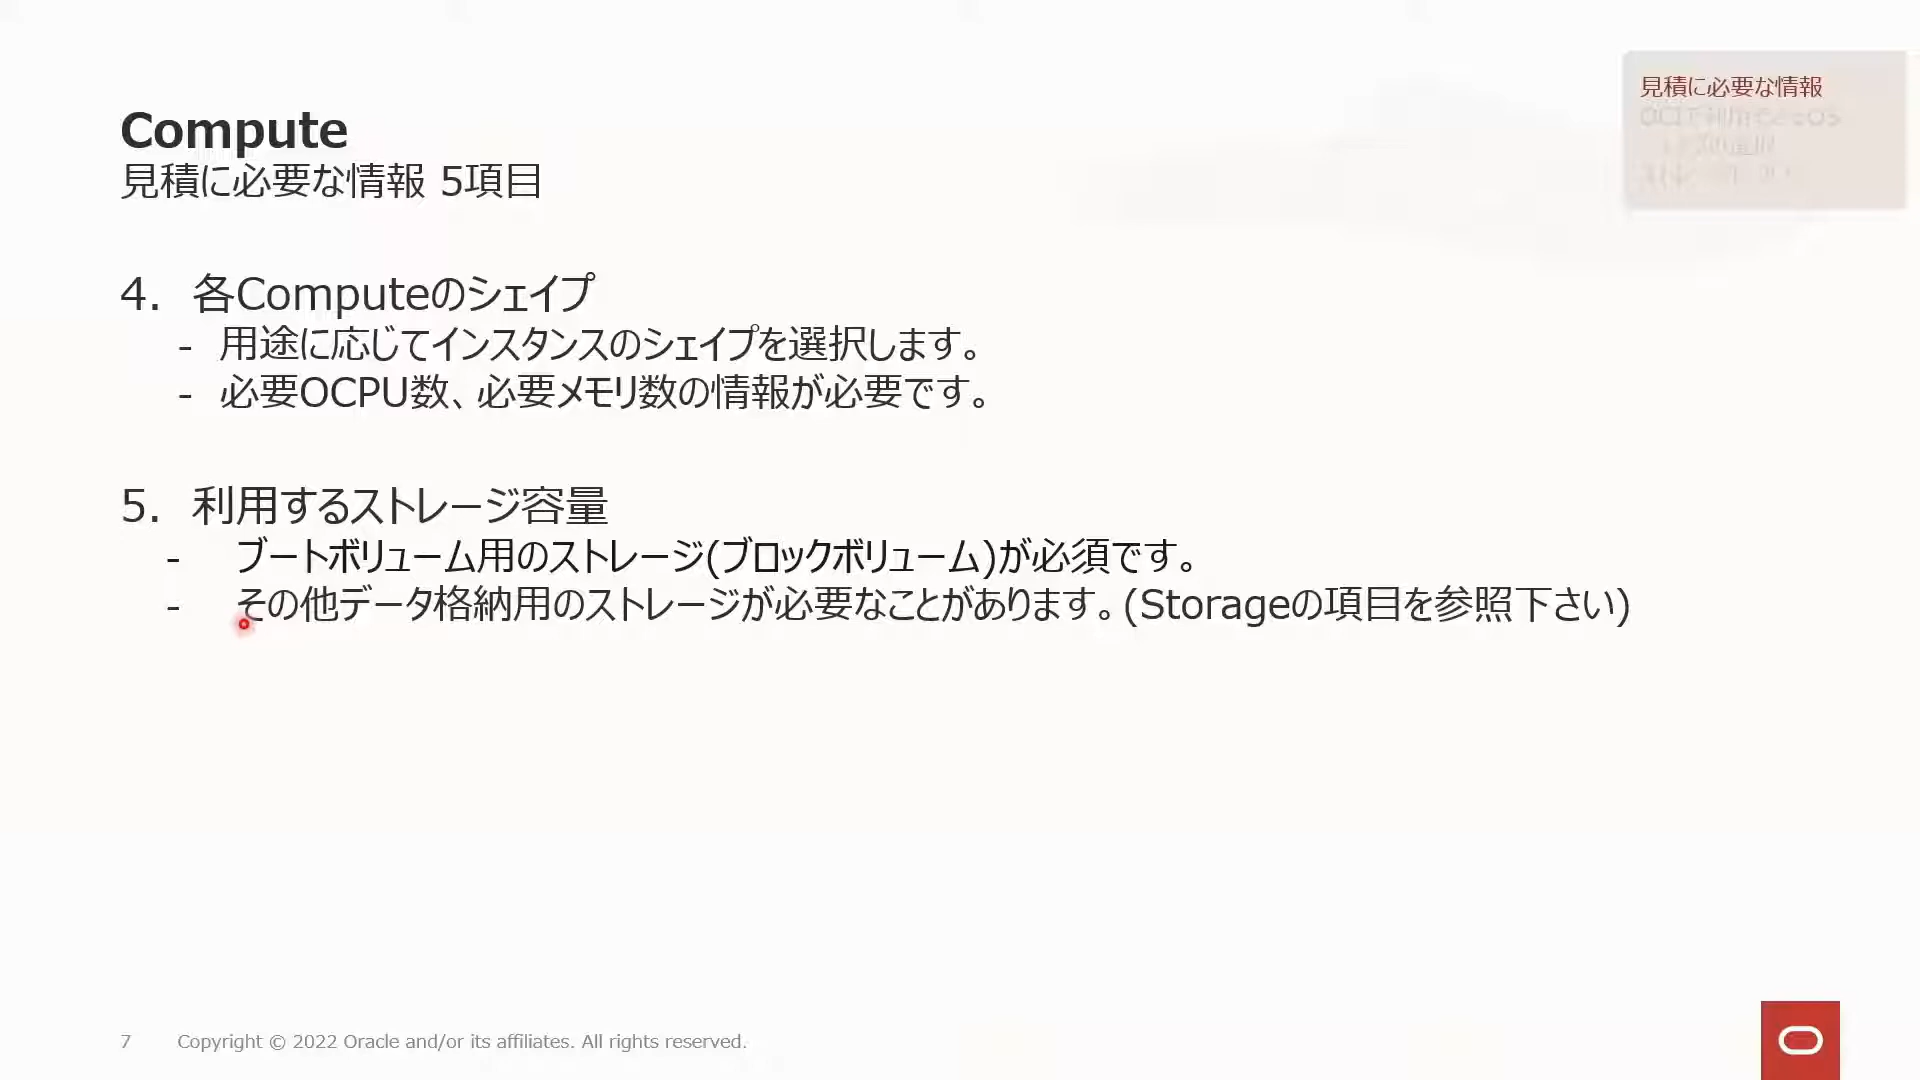 見積に必要な情報
Compute
見積に必要な情報 5項目
4. 各Computeのシェイプ
- 用途に応じてインスタンスのシェイプを選択します。
- 必要OCPU数、必要メモリ数の情報が必要です。
5. 利用するストレージ容量
- ブートボリューム用のストレージ(ブロックボリューム)が必須です。
- その他データ格納用のストレージが必要なことがあります。(Storageの項目を参照下さい)
7 Copyright © 2022 Oracle and/or its affiliates. All rights reserved.